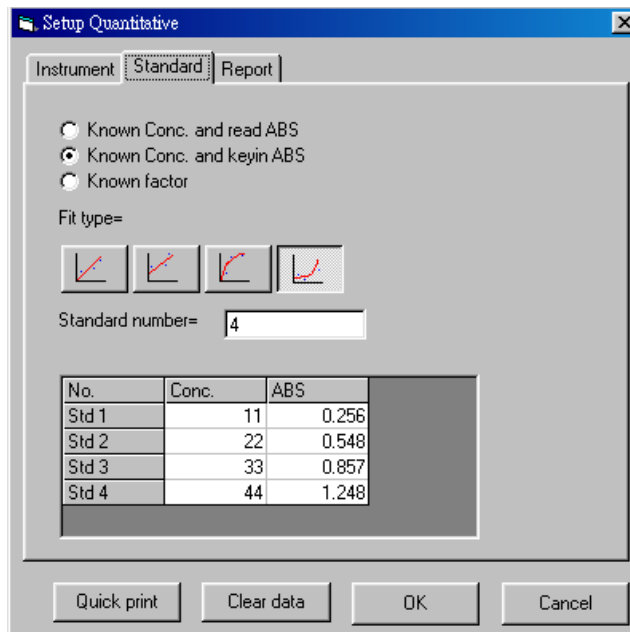 Setup Quantitative
Instrument Standard Report
Known Conc. and read ABS
Known Conc. and keyin ABS
Known factor
Fit type=
Standard number= 4
No. Conc. ABS
Std 1 11 0.256
Std 2 22 0.548
Std 3 33 0.857
Std 4 44 1.248
Quick print Clear data OK Cancel